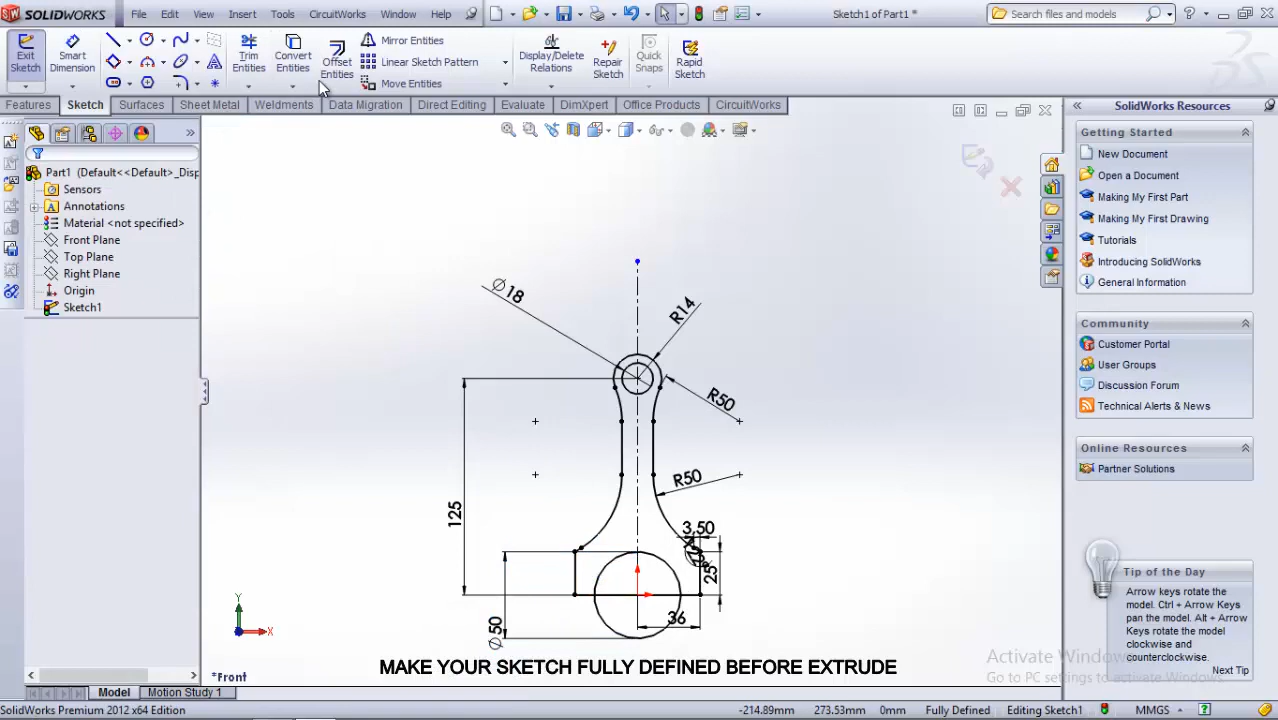 SOLIDWORKS File Edit View Insert Tools CircuitWorks Window Help Sketch1 of Part1 * Search files and models
Exit Sketch
Smart Dimension
Trim Entities
Convert Entities
Offset Entities
Mirror Entities
Linear Sketch Pattern
Move Entities
Display/Delete Relations
Repair Sketch
Quick Snaps
Rapid Sketch
Features Sketch Surfaces Sheet Metal Weldments Data Migration Direct Editing Evaluate DimXpert Office Products CircuitWorks
Part1 (Default<<Default>_Disp
Sensors
Annotations
Material <not specified>
Front Plane
Top Plane
Right Plane
Origin
Sketch1
Ø18
R14
R50
R50
125
3,50
25
36
Ø50
Y
X
*Front
MAKE YOUR SKETCH FULLY DEFINED BEFORE EXTRUDE
SolidWorks Resources
Getting Started
New Document
Open a Document
Making My First Part
Making My First Drawing
Tutorials
Introducing SolidWorks
General Information
Community
Customer Portal
User Groups
Discussion Forum
Technical Alerts & News
Online Resources
Partner Solutions
Tip of the Day
Arrow keys rotate the
model. Ctrl + Arrow Keys
pan the model. Alt +
Arrow Keys rotate the
model clockwise and
counterclockwise.
Next Tip
Activate Windows
Go to PC settings to activate Windows.
Model Motion Study 1
SolidWorks Premium 2012 x64 Edition -214.89mm 273.53mm 0mm Fully Defined Editing Sketch1 MMGS